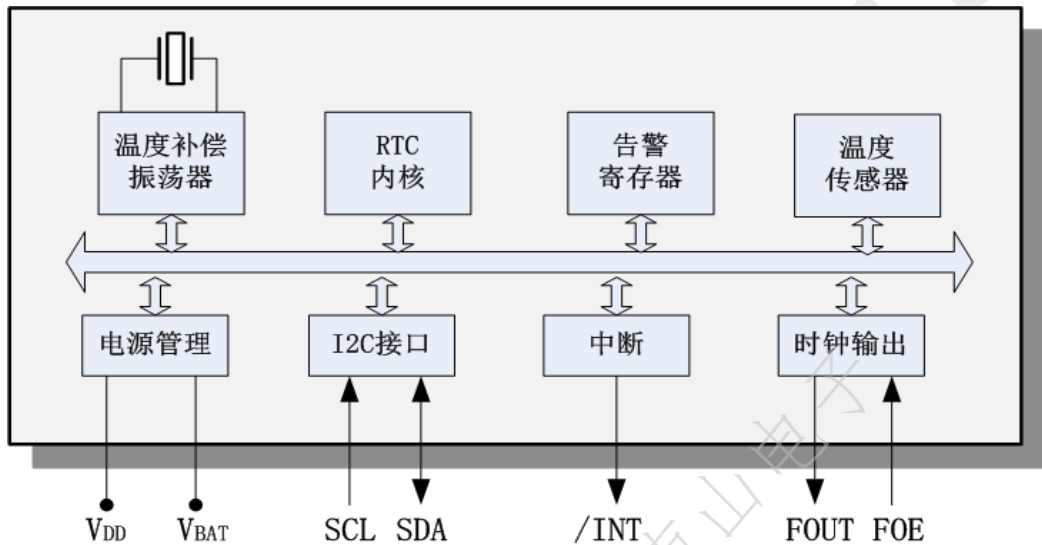 温度补偿
振荡器
RTC
内核
告警
寄存器
温度
传感器
电源管理
I2C接口
中断
时钟输出
VDD
VBAT
SCL
SDA
/INT
FOUT
FOE